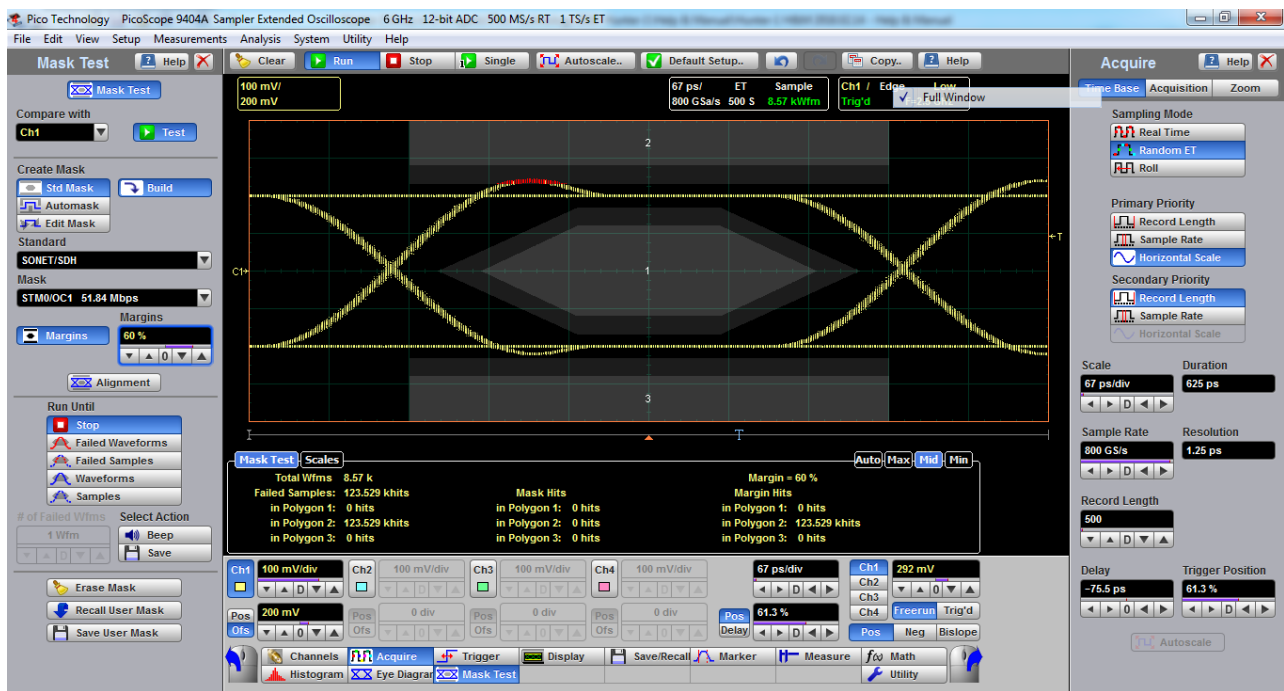 Pico Technology PicoScope 9404A Sampler Extended Oscilloscope 6 GHz 12-bit ADC 500 MS/s RT 1 TS/s ET
File Edit View Setup Measurements Analysis System Utility Help
Mask Test ? Help
Clear Run Stop Single Autoscale.. Default Setup.. Copy.. ? Help
Acquire ? Help
Mask Test
Compare with
Ch1 Test
Create Mask
Std Mask Build
Automask
Edit Mask
Standard
SONET/SDH
Mask
STM0/OC1 51.84 Mbps
Margins
Margins 60 %
0
Alignment
Run Until
Stop
Failed Waveforms
Failed Samples
Waveforms
Samples
# of Failed Wfms Select Action
1 Wfm Beep
D Save
Erase Mask
Recall User Mask
Save User Mask
100 mV/
200 mV
67 ps/ ET Sample
800 GSa/s 500 S 8.57 kWfm
Ch1 / Edge Low
Trig'd
✓ Full Window
2
C1
1
T
3
T
Mask Test Scales Auto Max Mid Min
Total Wfms 8.57 k Margin = 60 %
Failed Samples: 123.529 khits Mask Hits Margin Hits
in Polygon 1: 0 hits in Polygon 1: 0 hits in Polygon 1: 0 hits
in Polygon 2: 123.529 khits in Polygon 2: 0 hits in Polygon 2: 123.529 khits
in Polygon 3: 0 hits in Polygon 3: 0 hits in Polygon 3: 0 hits
Ch1 100 mV/div Ch2 100 mV/div Ch3 100 mV/div Ch4 100 mV/div 67 ps/div Ch1 292 mV
D D D D D Ch2 0
Ch3
Pos 200 mV Pos 0 div Pos 0 div Pos 0 div Pos 61.3 % Ch4 Freerun Trig'd
Ofs 0 Ofs 0 Ofs 0 Ofs 0 Delay D Pos Neg Bislope
Channels Acquire Trigger Display Save/Recall Marker Measure f(x) Math
Histogram Eye Diagrar Mask Test Utility
Time Base Acquisition Zoom
Sampling Mode
Real Time
Random ET
Roll
Primary Priority
Record Length
Sample Rate
Horizontal Scale
Secondary Priority
Record Length
Sample Rate
Horizontal Scale
Scale Duration
67 ps/div 625 ps
D
Sample Rate Resolution
800 GS/s 1.25 ps
D
Record Length
500
D
Delay Trigger Position
-75.5 ps 61.3 %
0 D
Autoscale